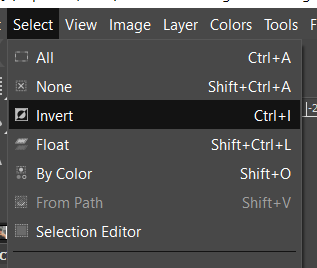 Select View Image Layer Colors Tools F
All Ctrl+A
None Shift+Ctrl+A
Invert Ctrl+I
Float Shift+Ctrl+L
By Color Shift+O
From Path Shift+V
Selection Editor